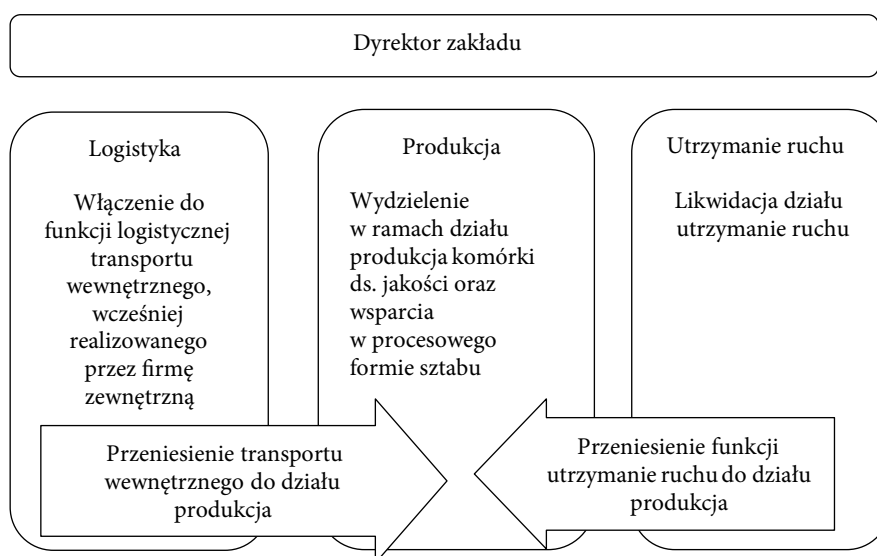 Dyrektor zakładu
Logistyka
Włączenie do
funkcji logistycznej
transportu
wewnętrznego,
wcześniej
realizowanego
przez firmę
zewnętrzną
Produkcja
Wydzielenie
w ramach działu
produkcja komórki
ds. jakości oraz
wsparcia
w procesowego
formie sztabu
Utrzymanie ruchu
Likwidacja działu
utrzymanie ruchu
Przeniesienie transportu
wewnętrznego do działu
produkcja
Przeniesienie funkcji
utrzymanie ruchu do działu
produkcja